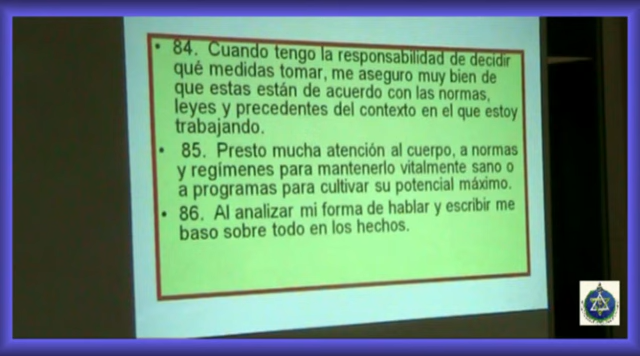 • 84. Cuando tengo la responsabilidad de decidir
qué medidas tomar, me aseguro muy bien de
que estas están de acuerdo con las normas,
leyes y precedentes del contexto en el que estoy
trabajando.
• 85. Presto mucha atención al cuerpo, a normas
y regímenes para mantenerlo vitalmente sano o
a programas para cultivar su potencial máximo.
• 86. Al analizar mi forma de hablar y escribir me
baso sobre todo en los hechos.